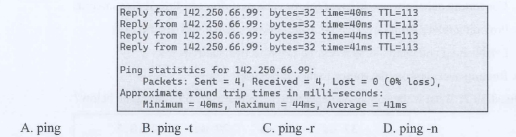 Reply from 142.250.66.99: bytes=32 time=40ms TTL=113
Reply from 142.250.66.99: bytes=32 time=40ms TTL=113
Reply from 142.250.66.99: bytes=32 time=44ms TTL=113
Reply from 142.250.66.99: bytes=32 time=41ms TTL=113
Ping statistics for 142.250.66.99:
Packets: Sent = 4, Received = 4, Lost = 0 (0% loss),
Approximate round trip times in milli-seconds:
Minimum = 40ms, Maximum = 44ms, Average = 41ms
A. ping B. ping -t C. ping -r D. ping -n